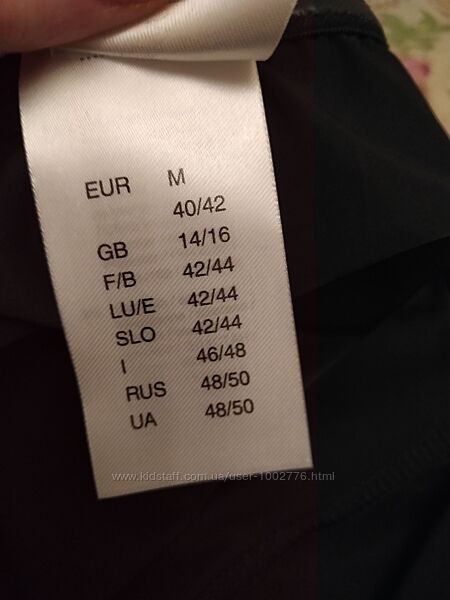 EUR M
40/42
GB 14/16
F/B 42/44
LU/E 42/44
SLO 42/44
I 46/48
RUS 48/50
UA 48/50
www.kidstaff.com.ua/user-1002776.html